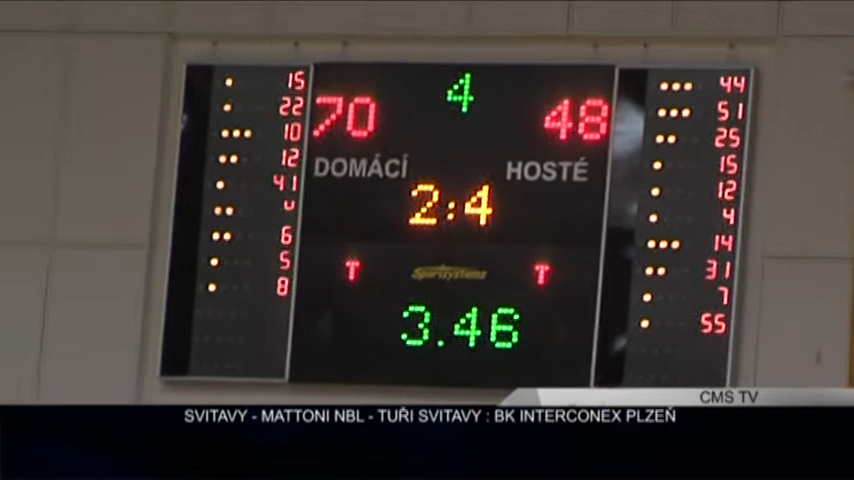 15 70 4 48 44
22 51
10 25
12 DOMÁCÍ HOSTÉ 15
41 2:4 12
4
6 14
5 T Sportsystems T 31
8 7
3.46 55
CMS TV
SVITAVY - MATTONI NBL - TUŘI SVITAVY : BK INTERCONEX PLZEŇ